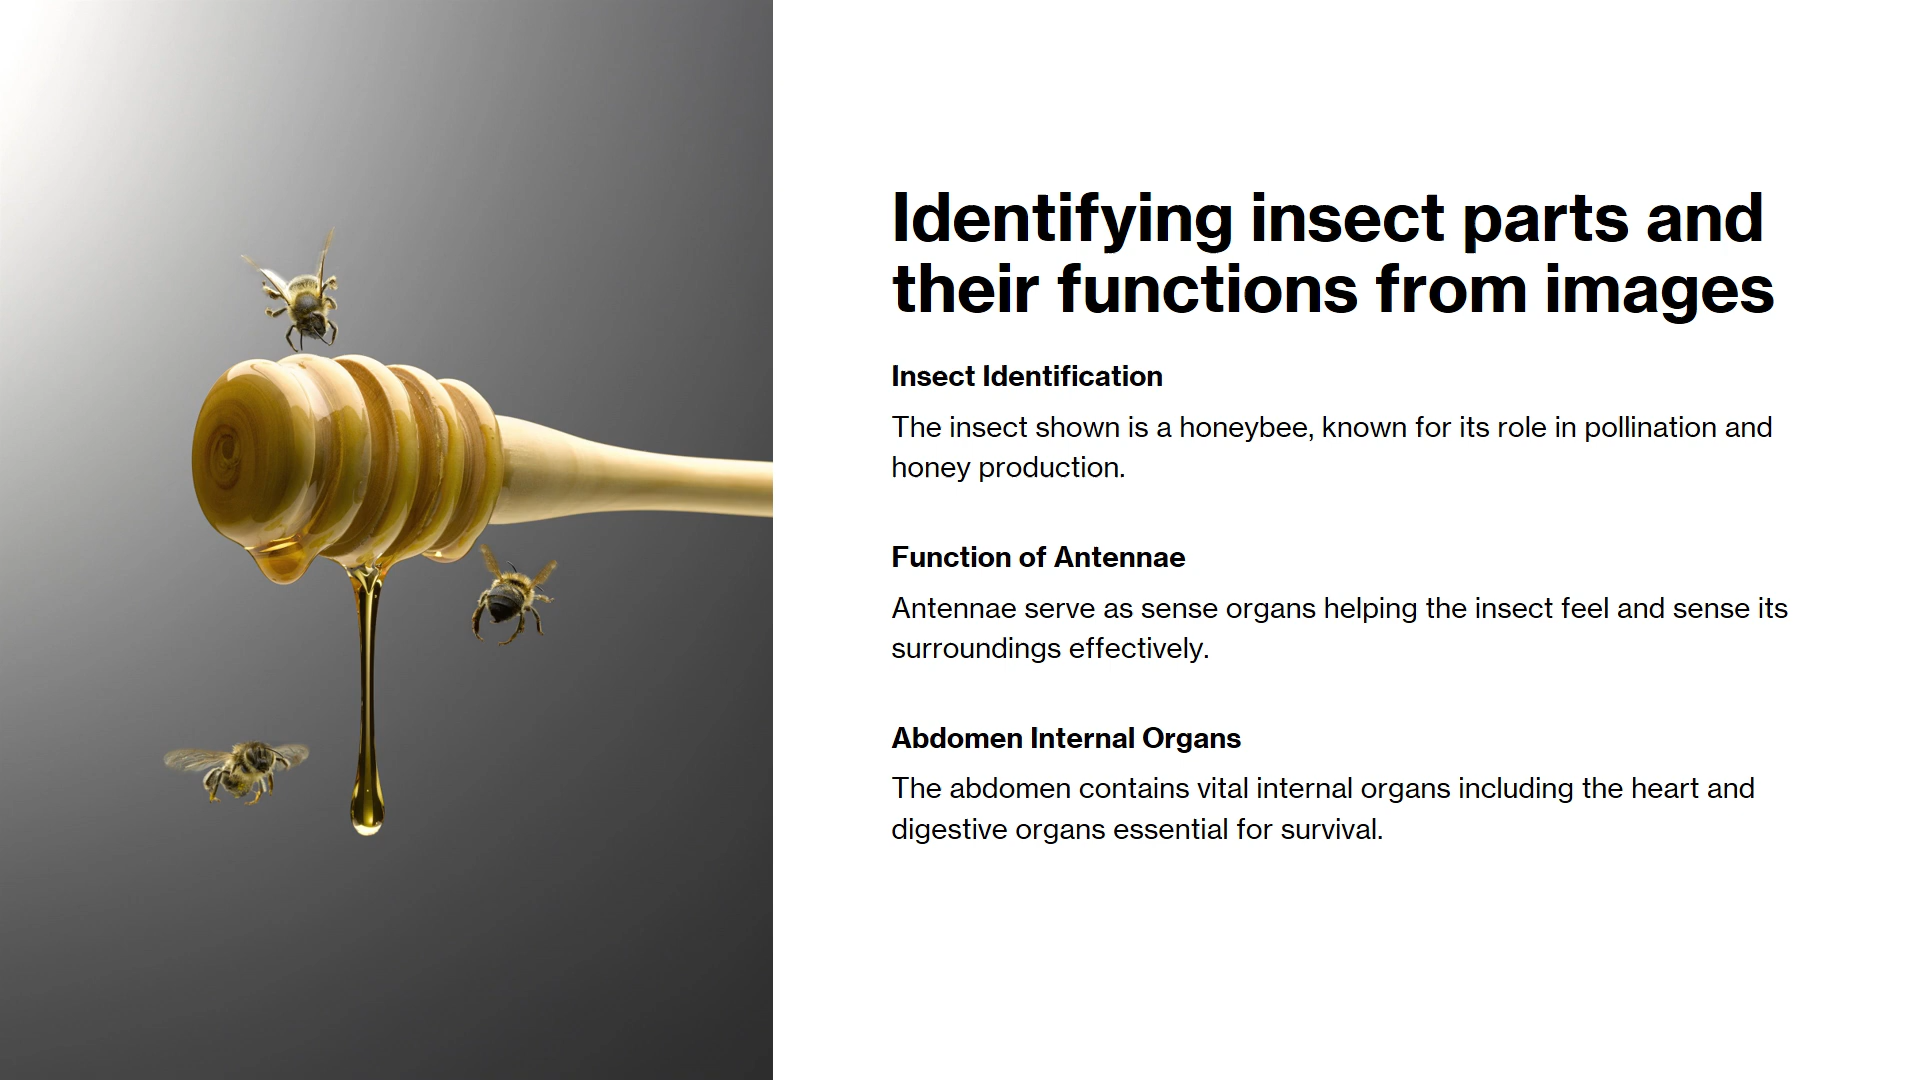 Identifying insect parts and
their functions from images
Insect Identification
The insect shown is a honeybee, known for its role in pollination and
honey production.
Function of Antennae
Antennae serve as sense organs helping the insect feel and sense its
surroundings effectively.
Abdomen Internal Organs
The abdomen contains vital internal organs including the heart and
digestive organs essential for survival.